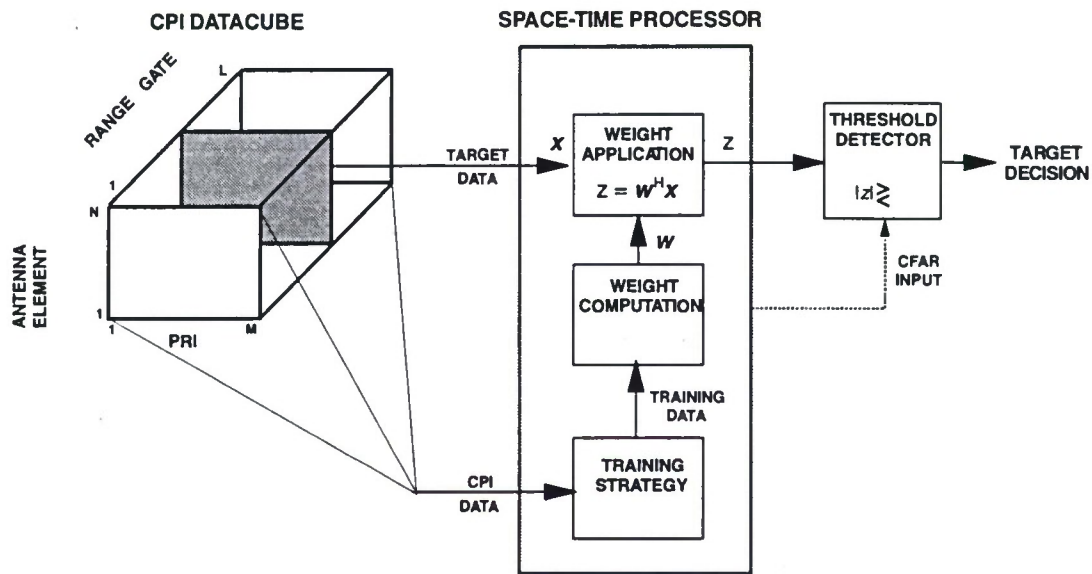 CPI DATACUBE
SPACE-TIME PROCESSOR
RANGE GATE
L
1
N
ANTENNA
ELEMENT
1
1
PRI
M
TARGET
DATA
X
WEIGHT
APPLICATION
Z = W^H X
Z
THRESHOLD
DETECTOR
|z| ≷
TARGET
DECISION
W
WEIGHT
COMPUTATION
CFAR
INPUT
TRAINING
DATA
TRAINING
STRATEGY
CPI
DATA